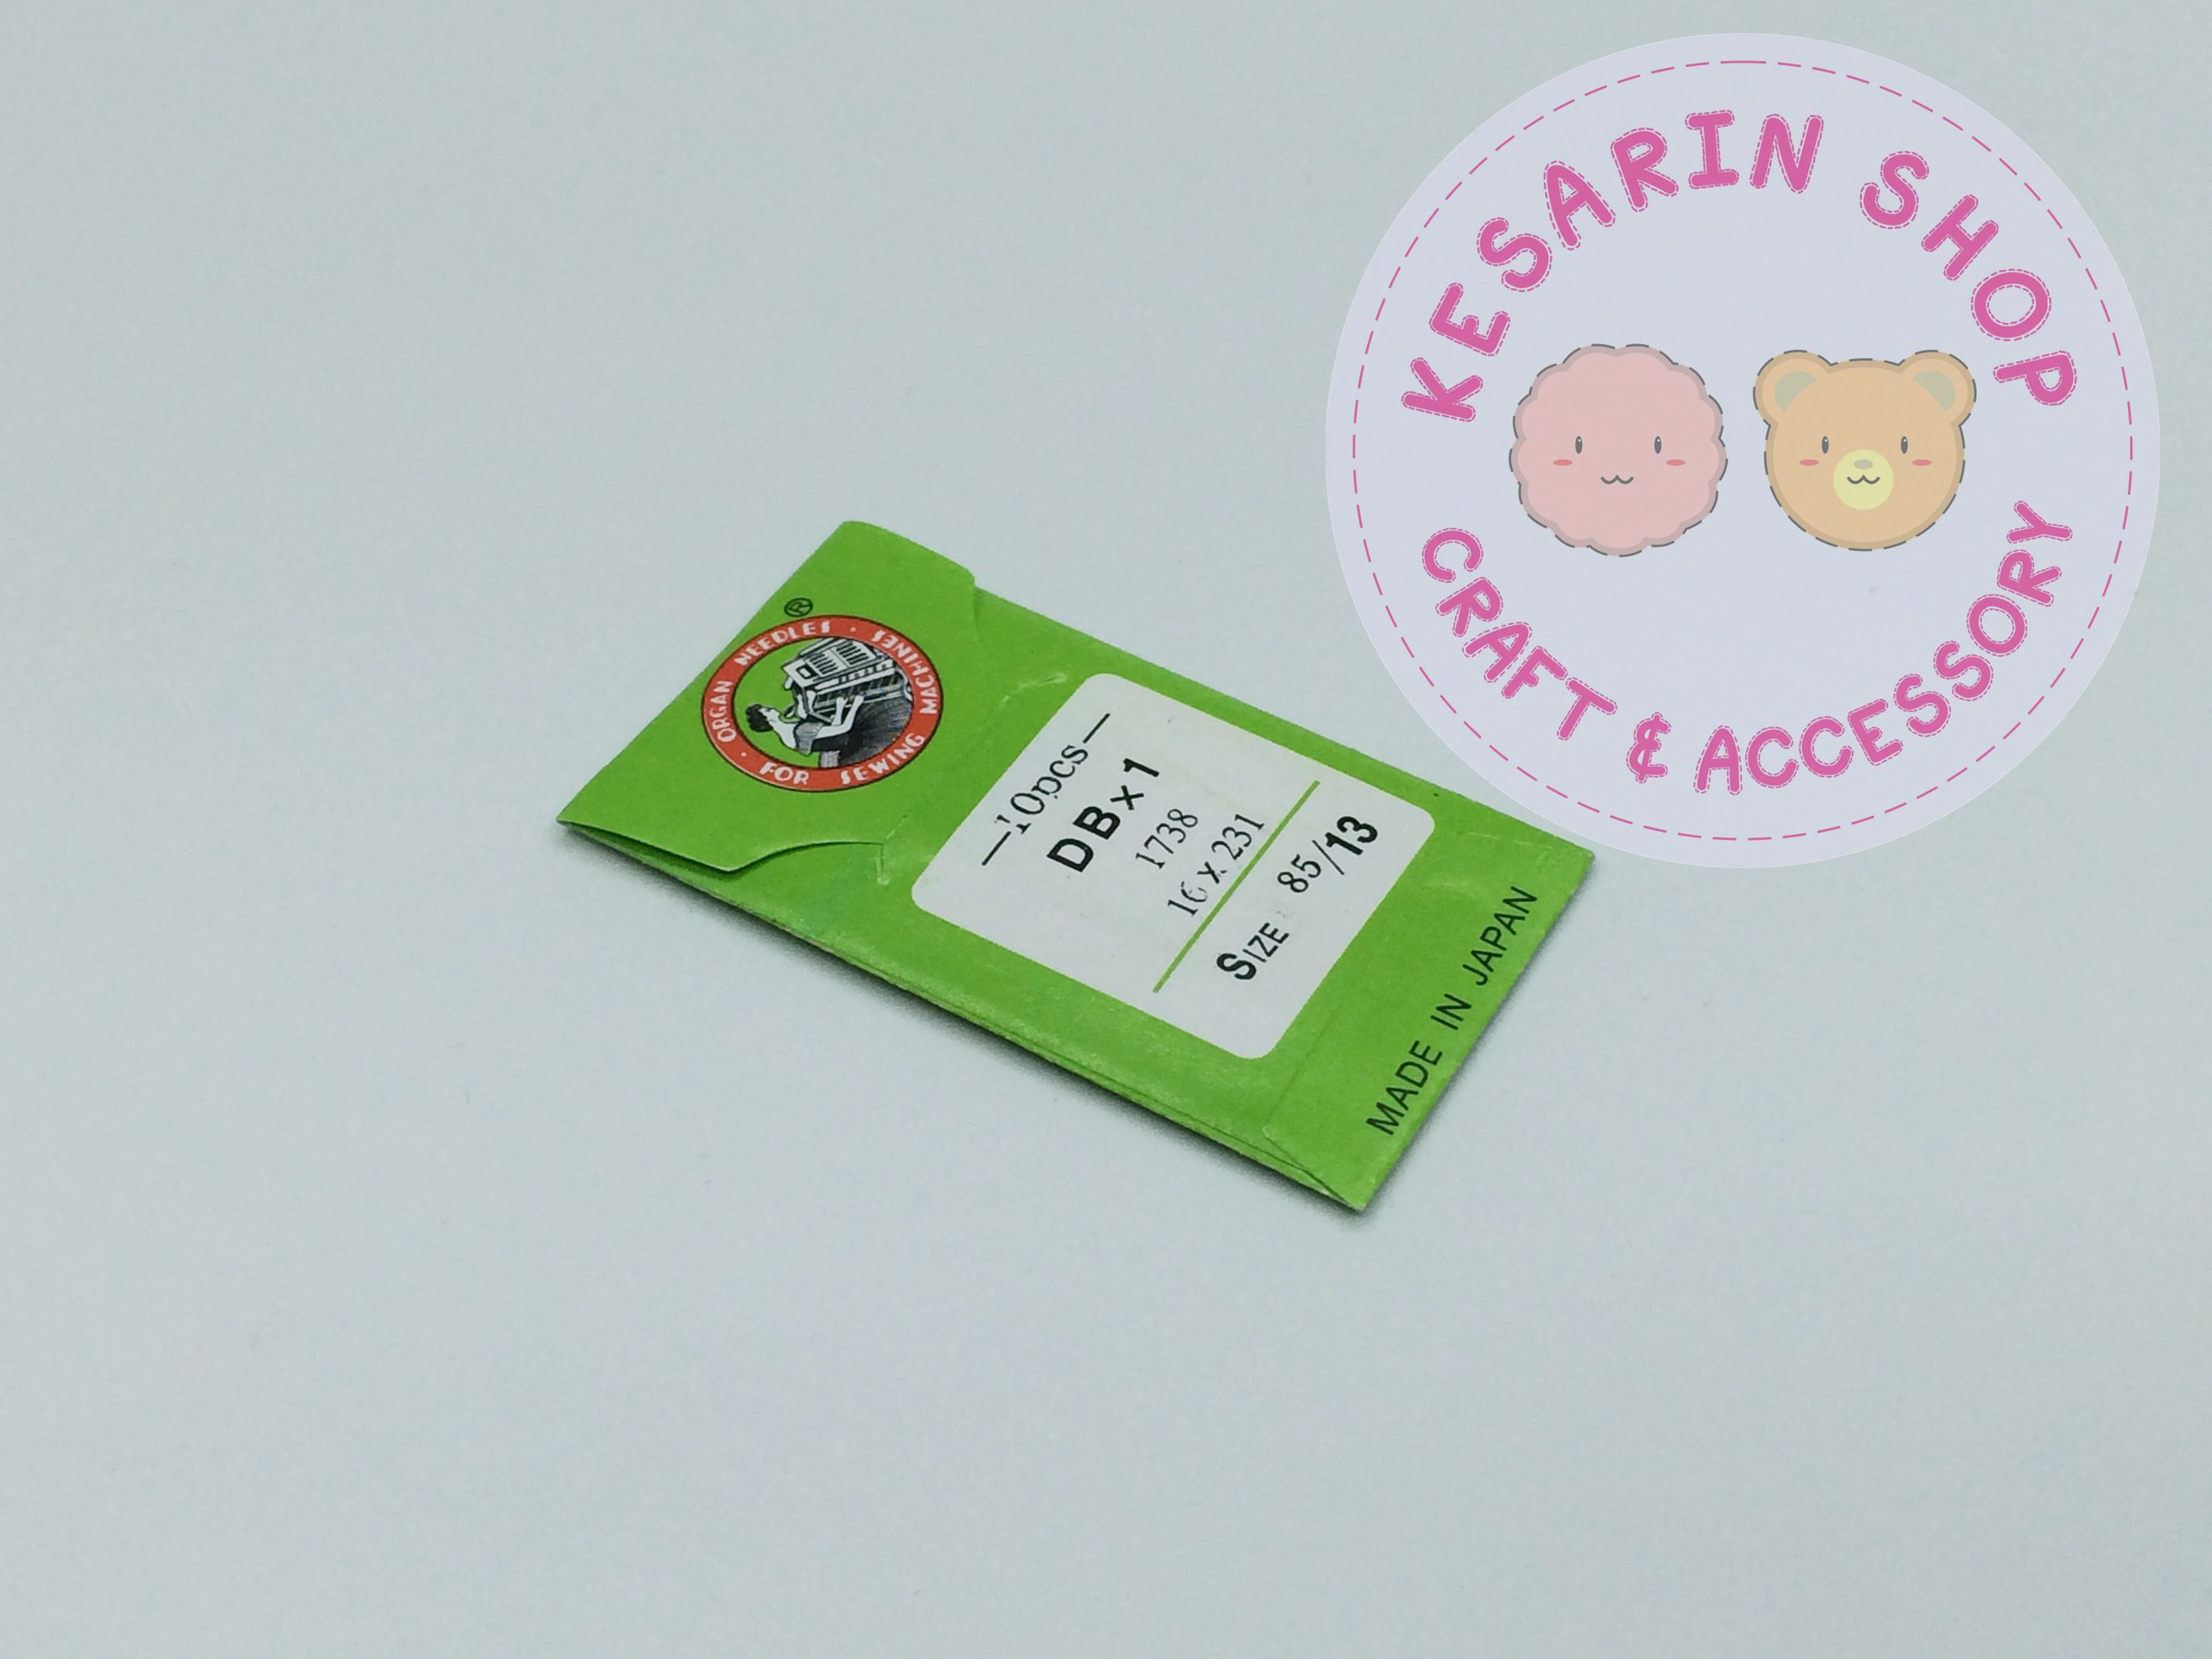 KESARIN SHOP
CRAFT & ACCESSORY
ORGAN NEEDLES · FOR SEWING MACHINES ·
®
—10pcs—
DB×1
1738
16×231
SIZE 85/13
MADE IN JAPAN